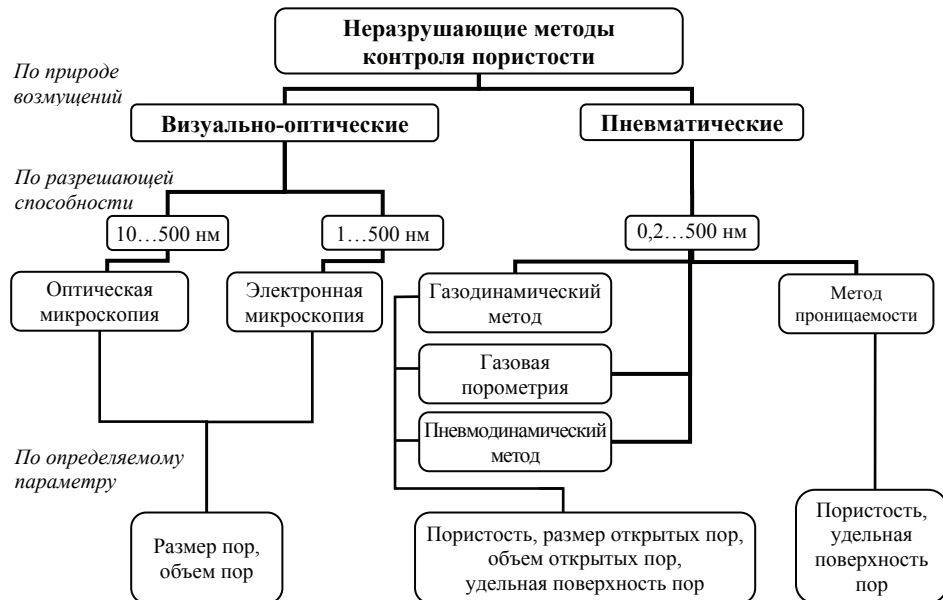 Неразрушающие методы
контроля пористости
По природе
возмущений
Визуально-оптические
Пневматические
По разрешающей
способности
10…500 нм
1…500 нм
0,2…500 нм
Оптическая
микроскопия
Электронная
микроскопия
Газодинамический
метод
Метод
проницаемости
Газовая
порометрия
Пневмодинамический
метод
По определяемому
параметру
Размер пор,
объем пор
Пористость, размер открытых пор,
объем открытых пор,
удельная поверхность пор
Пористость,
удельная
поверхность
пор